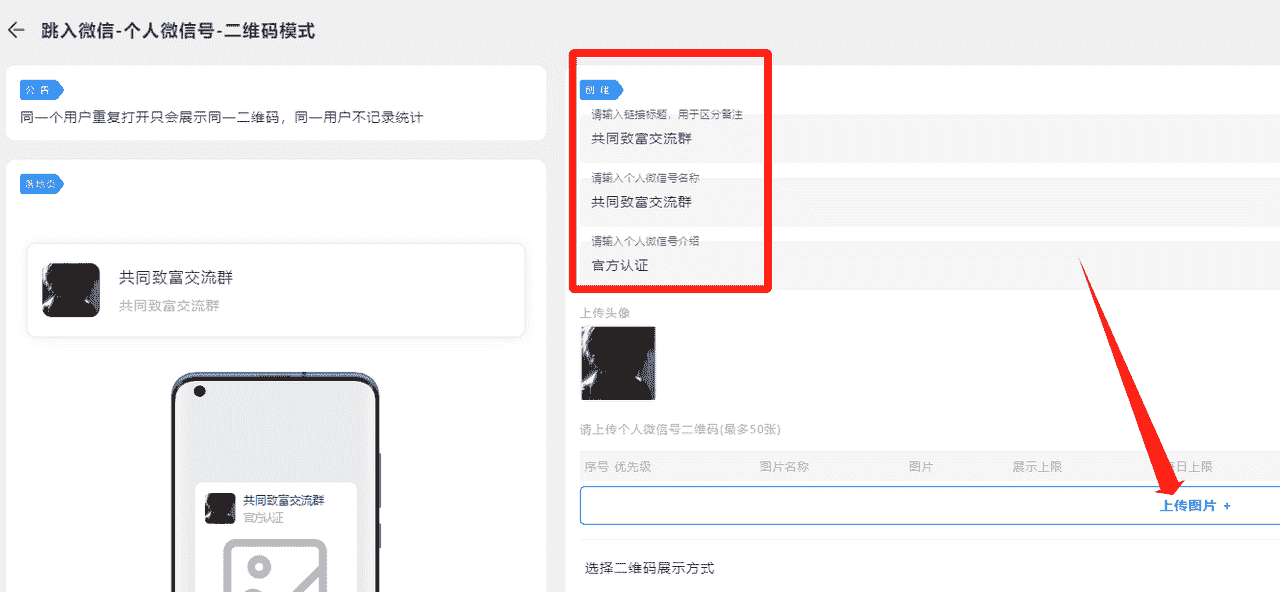 跳入微信-个人微信号-二维码模式
公告
同一个用户重复打开只会展示同一二维码，同一用户不记录统计
落地页
共同致富交流群
共同致富交流群
共同致富交流群
官方认证
创建
请输入链接标题，用于区分备注
共同致富交流群
请输入个人微信号名称
共同致富交流群
请输入个人微信号介绍
官方认证
上传头像
请上传个人微信号二维码(最多50张)
序号 优先级 图片名称 图片 展示上限 日上限
上传图片 +
选择二维码展示方式